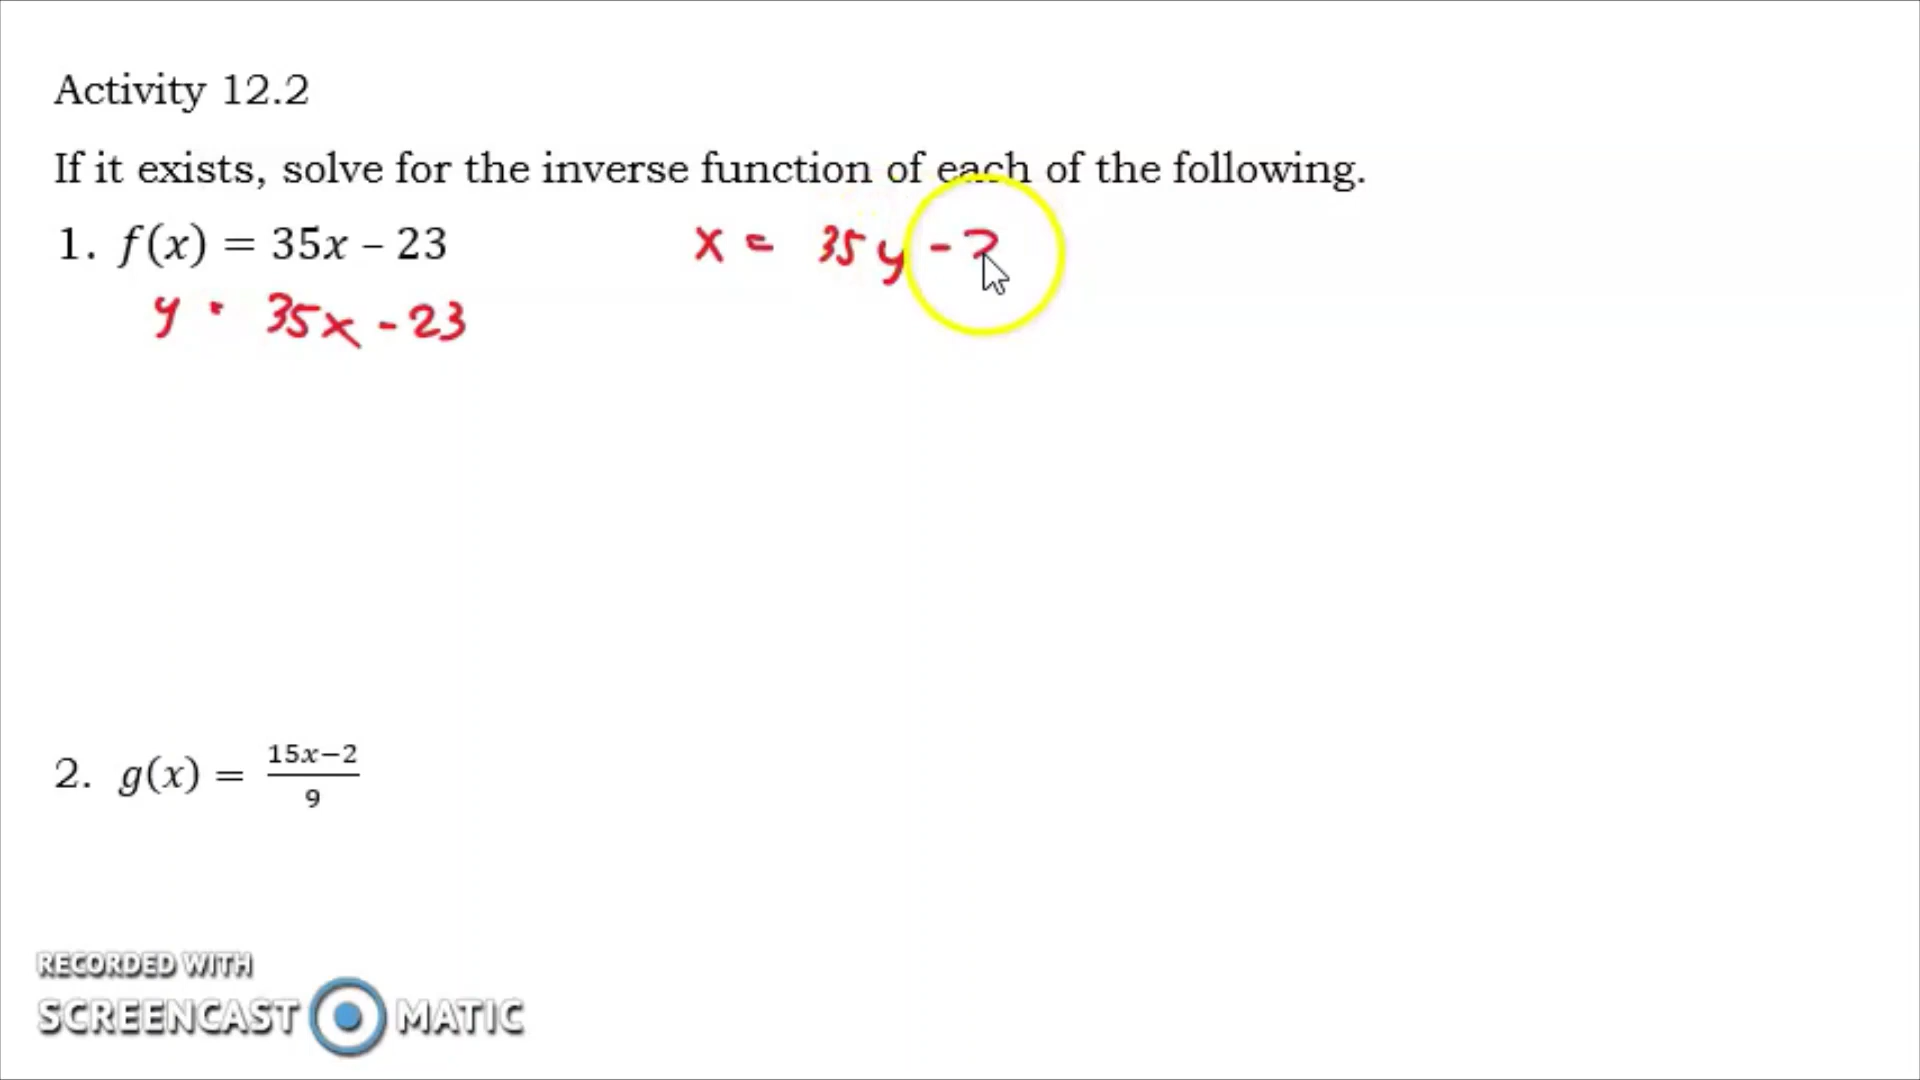 Activity 12.2
If it exists, solve for the inverse function of each of the following.
1. f(x) = 35x – 23
x = 35y -
y = 35x - 23
2. g(x) = \frac{15x−2}{9}
RECORDED WITH
SCREENCAST MATIC